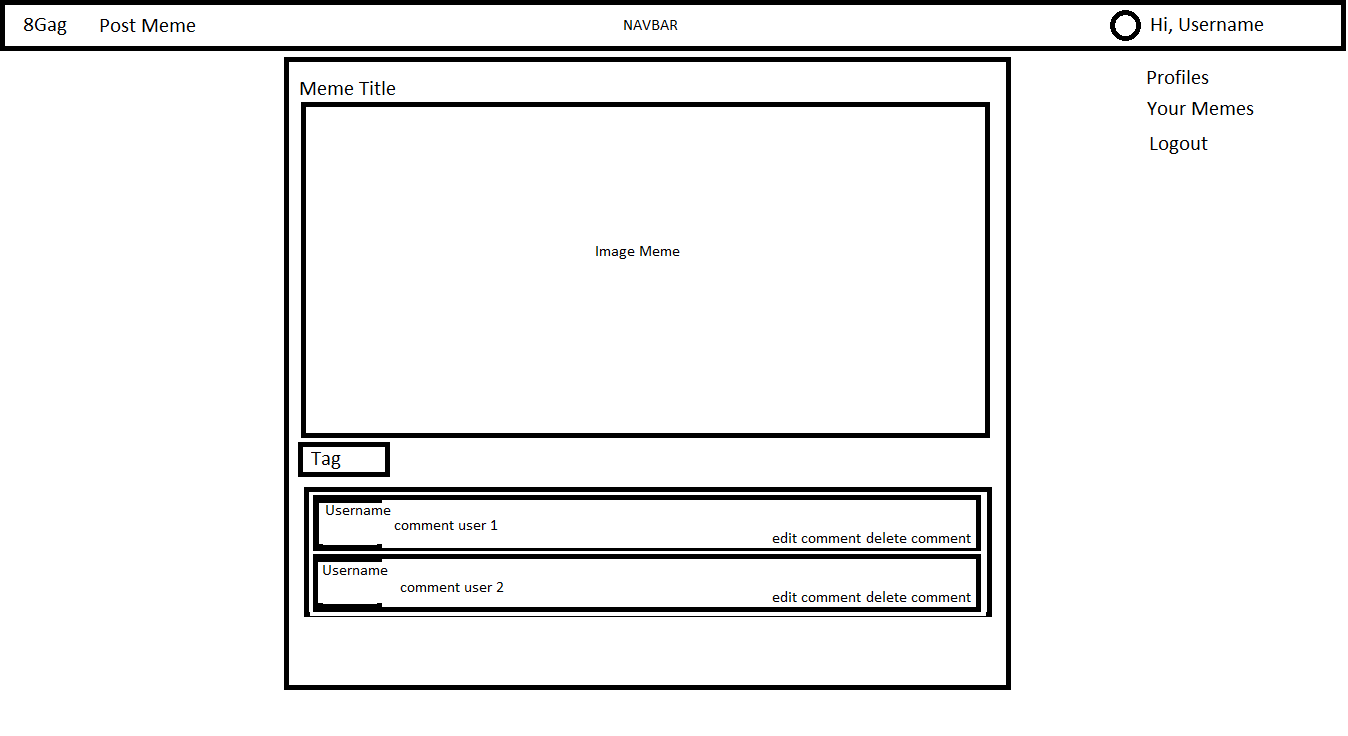 8Gag Post Meme NAVBAR Hi, Username
Profiles
Your Memes
Logout
Meme Title
Image Meme
Tag
Username
comment user 1
edit comment delete comment
Username
comment user 2
edit comment delete comment